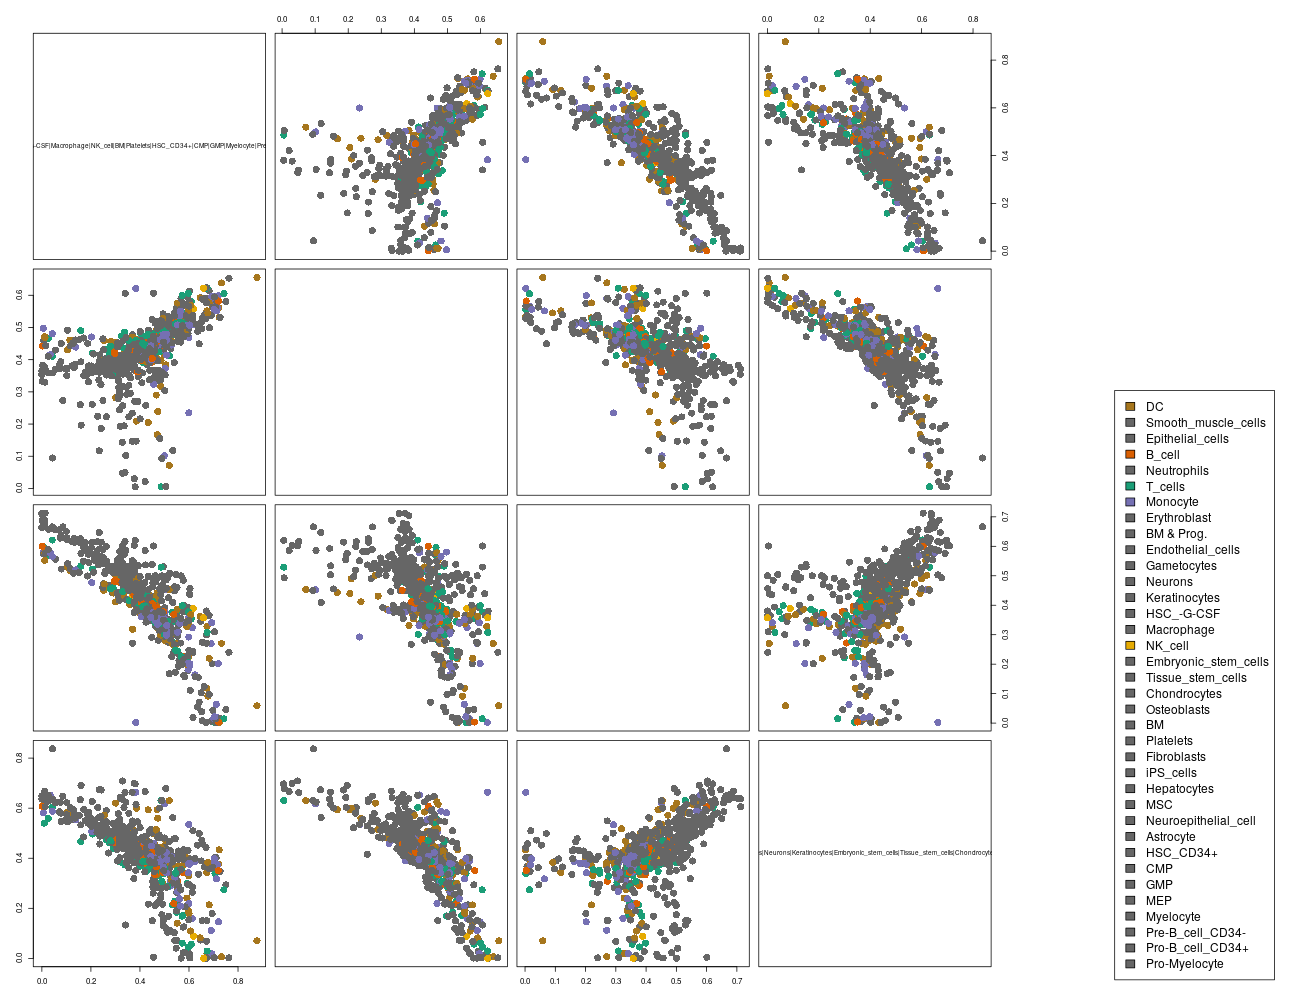 0.0 0.2 0.4 0.5 0.6
0.0 0.2 0.4 0.6 0.8
-CSF|Macrophage|NK_cell|BM|Platelets|HSC_CD34+|CMP|GMP|Myelocyte|Pre
0.0 0.2 0.4 0.6 0.8
0.0 0.1 0.2 0.3 0.4 0.5 0.6
0.0 0.1 0.2 0.3 0.4 0.5 0.6 0.7
s|Neurons|Keratinocytes|Embryonic_stem_cells|Tissue_stem_cells|Chondrocyte
0.0 0.2 0.4 0.6 0.8
0.0 0.2 0.4 0.6 0.8
0.0 0.1 0.2 0.3 0.4 0.5 0.6 0.7
DC
Smooth_muscle_cells
Epithelial_cells
B_cell
Neutrophils
T_cells
Monocyte
Erythroblast
BM & Prog.
Endothelial_cells
Gametocytes
Neurons
Keratinocytes
HSC_-G-CSF
Macrophage
NK_cell
Embryonic_stem_cells
Tissue_stem_cells
Chondrocytes
Osteoblasts
BM
Platelets
Fibroblasts
iPS_cells
Hepatocytes
MSC
Neuroepithelial_cell
Astrocyte
HSC_CD34+
CMP
GMP
MEP
Myelocyte
Pre-B_cell_CD34-
Pro-B_cell_CD34+
Pro-Myelocyte